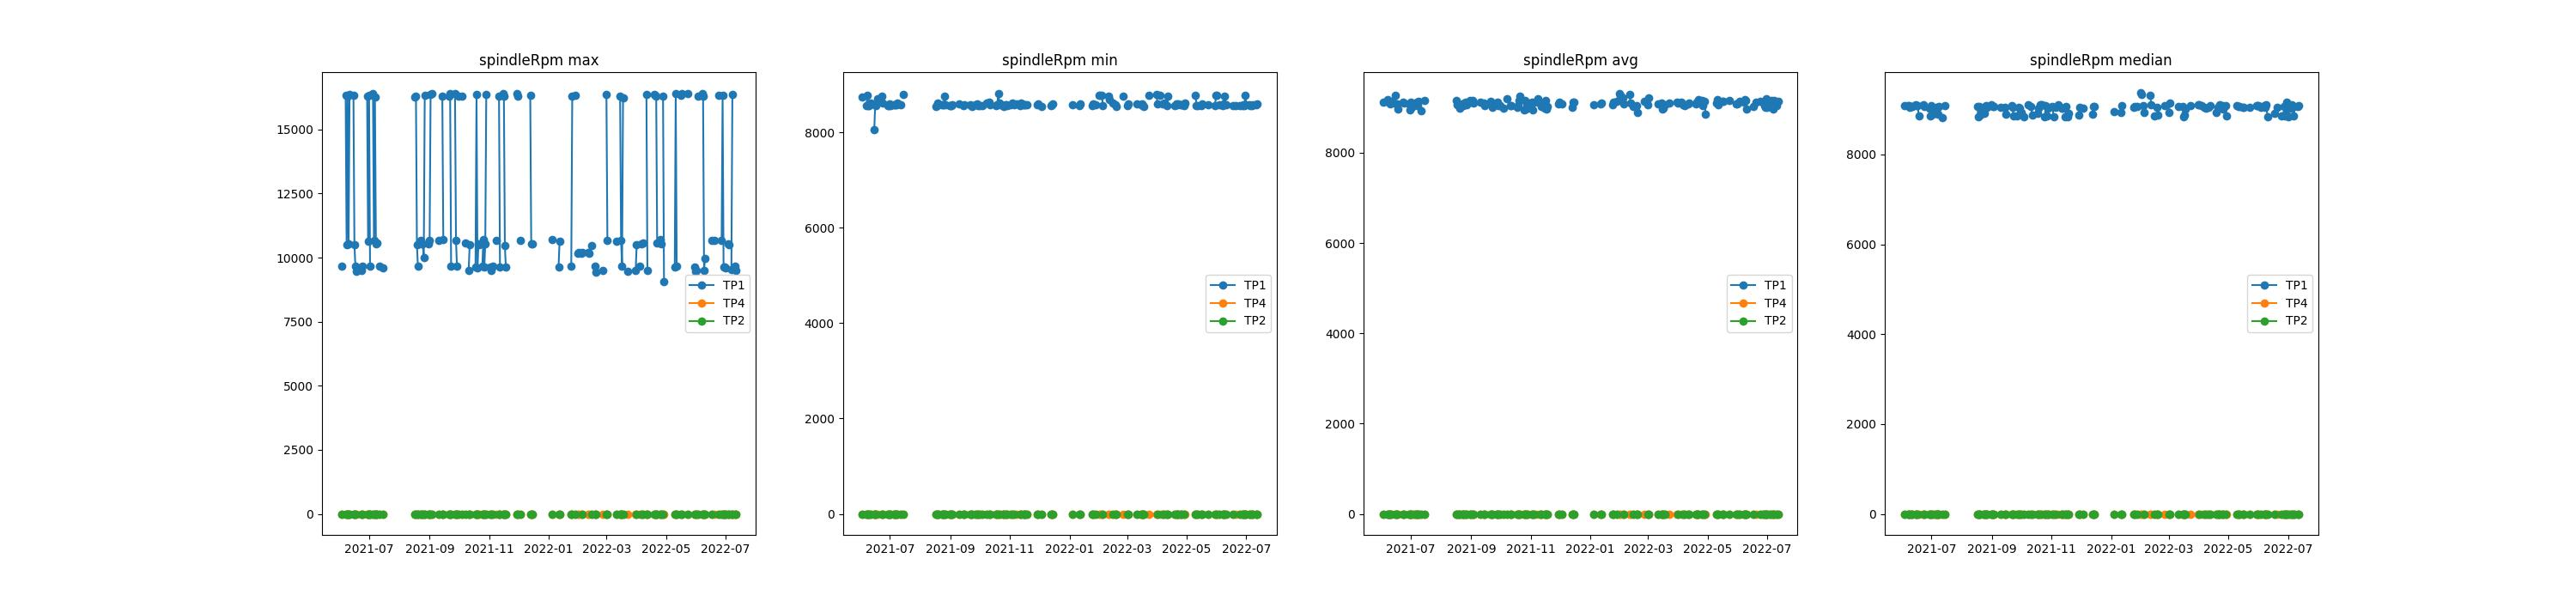 spindleRpm max
15000
12500
10000
7500
5000
2500
0
2021-07 2021-09 2021-11 2022-01 2022-03 2022-05 2022-07
TP1
TP4
TP2
spindleRpm min
8000
6000
4000
2000
0
2021-07 2021-09 2021-11 2022-01 2022-03 2022-05 2022-07
TP1
TP4
TP2
spindleRpm avg
8000
6000
4000
2000
0
2021-07 2021-09 2021-11 2022-01 2022-03 2022-05 2022-07
TP1
TP4
TP2
spindleRpm median
8000
6000
4000
2000
0
2021-07 2021-09 2021-11 2022-01 2022-03 2022-05 2022-07
TP1
TP4
TP2